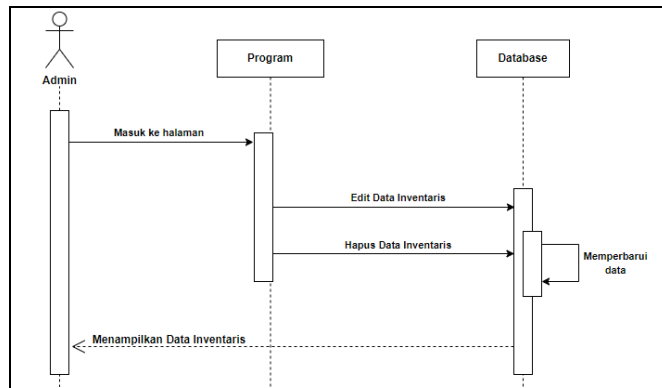 Admin
Program
Database
Masuk ke halaman
Edit Data Inventaris
Hapus Data Inventaris
Memperbarui
data
Menampilkan Data Inventaris